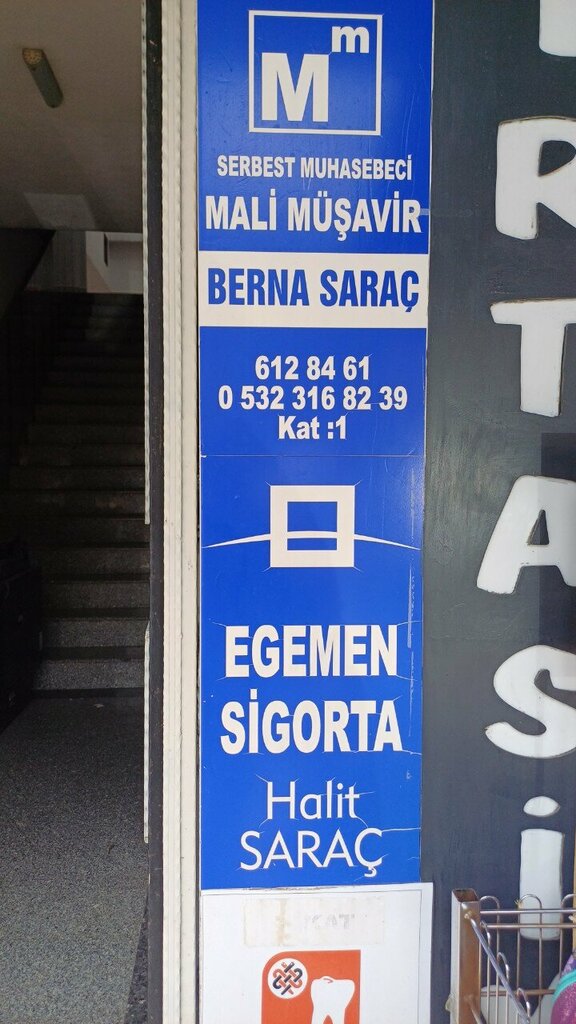 Mm
SERBEST MUHASEBECİ
MALİ MÜŞAVİR
BERNA SARAÇ
612 84 61
0 532 316 82 39
Kat :1
EGEMEN
SİGORTA
Halit
SARAÇ
RTASİ